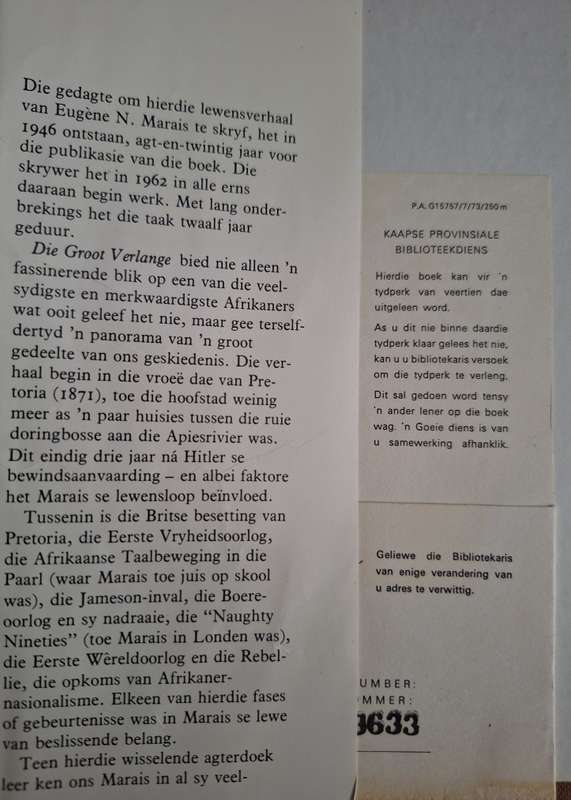 Die gedagte om hierdie lewensverhaal
van Eugène N. Marais te skryf, het in
1946 ontstaan, agt-en-twintig jaar voor
die publikasie van die boek. Die
skrywer het in 1962 in alle erns
daaraan begin werk. Met lang onder-
brekings het die taak twaalf jaar
geduur.
Die Groot Verlange bied nie alleen 'n
fassinerende blik op een van die veel-
sydigste en merkwaardigste Afrikaners
wat ooit geleef het nie, maar gee terself-
dertyd 'n panorama van 'n groot
gedeelte van ons geskiedenis. Die ver-
haal begin in die vroeë dae van Pre-
toria (1871), toe die hoofstad weinig
meer as 'n paar huisies tussen die ruie
doringbosse aan die Apiesrivier was.
Dit eindig drie jaar ná Hitler se
bewindsaanvaarding – en albei faktore
het Marais se lewensloop beïnvloed.
Tussenin is die Britse besetting van
Pretoria, die Eerste Vryheidsoorlog,
die Afrikaanse Taalbeweging in die
Paarl (waar Marais toe juis op skool
was), die Jameson-inval, die Boere-
oorlog en sy nadraaie, die “Naughty
Nineties” (toe Marais in Londen was),
die Eerste Wêreldoorlog en die Rebel-
lie, die opkoms van Afrikaner-
nasionalisme. Elkeen van hierdie fases
of gebeurtenisse was in Marais se lewe
van beslissende belang.
Teen hierdie wisselende agterdoek
leer ken ons Marais in al sy veel-
P.A. G15757/7/73/250m
KAAPSE PROVINSIALE
BIBLIOTEEKDIENS
Hierdie boek kan vir 'n
tydperk van veertien dae
uitgeleen word.
As u dit nie binne daardie
tydperk klaar gelees het nie,
kan u u bibliotekaris versoek
om die tydperk te verleng.
Dit sal gedoen word tensy
'n ander lener op die boek
wag. 'n Goeie diens is van
u samewerking afhanklik.
Geliewe die Bibliotekaris
van enige verandering van
u adres te verwittig.
UMBER:
OMMER:
9633